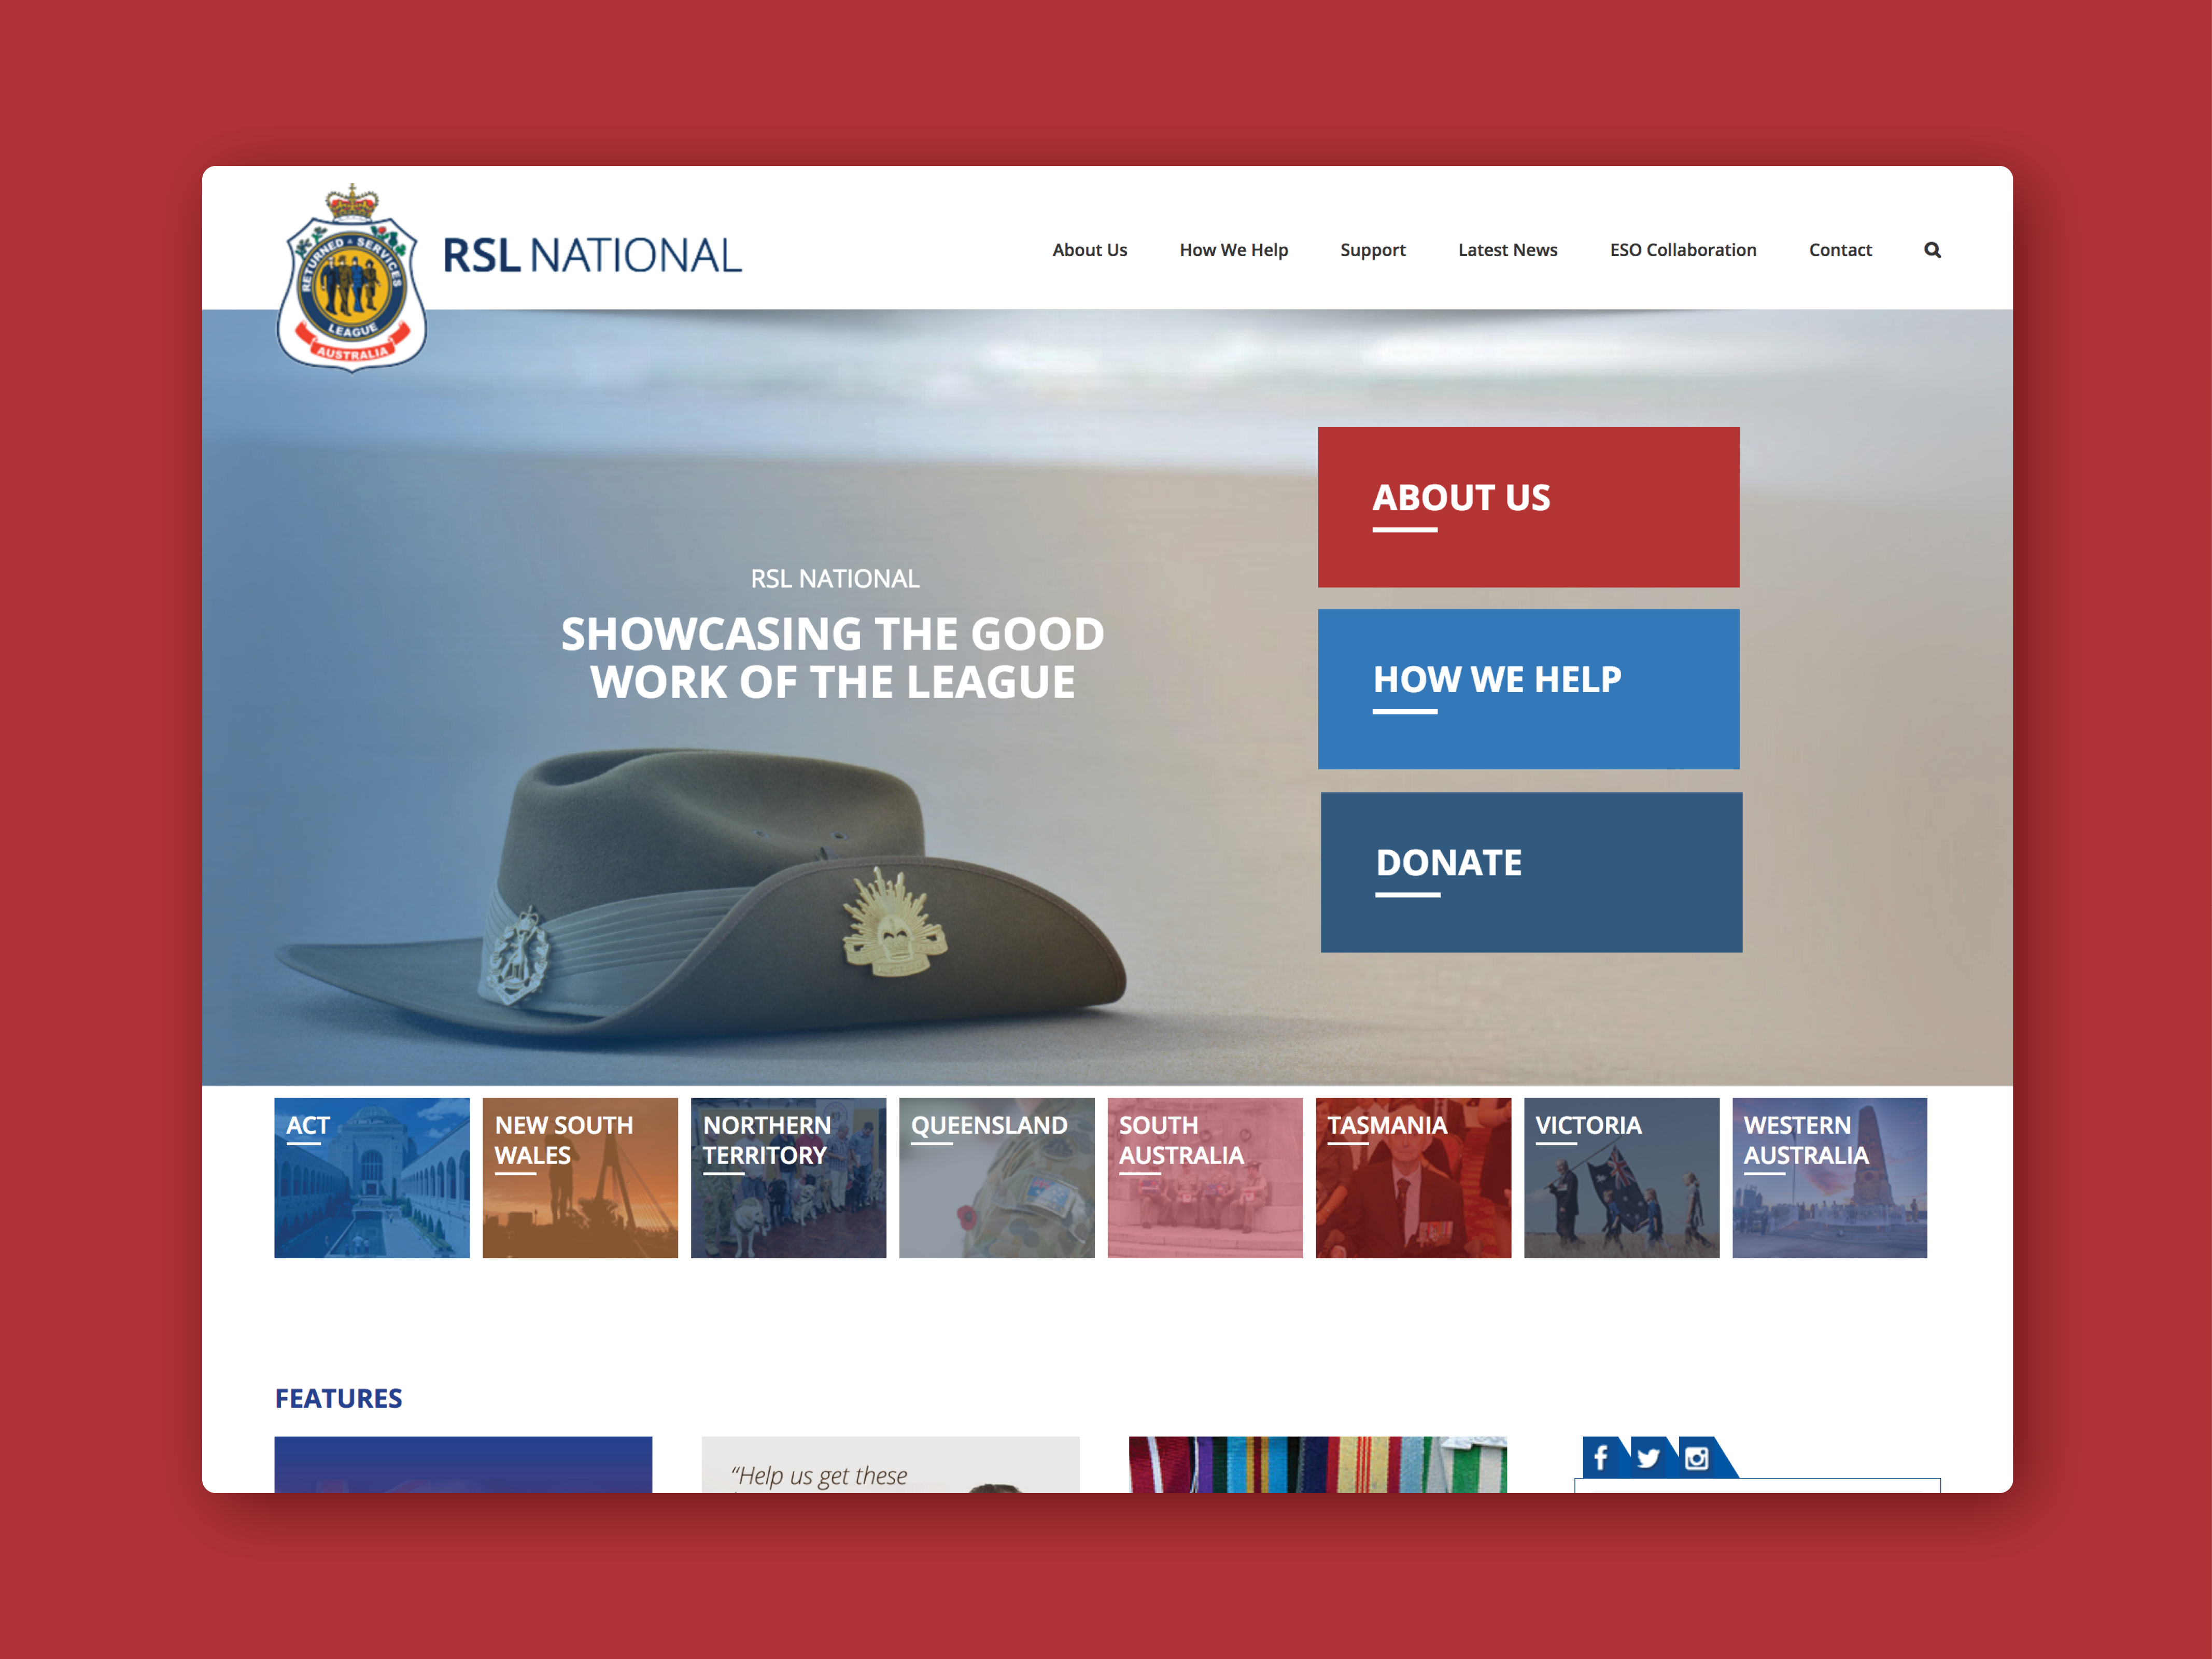 RETURNED & SERVICES
LEAGUE
AUSTRALIA
RSL NATIONAL
About Us
How We Help
Support
Latest News
ESO Collaboration
Contact
RSL NATIONAL
SHOWCASING THE GOOD
WORK OF THE LEAGUE
ABOUT US
HOW WE HELP
DONATE
ACT
NEW SOUTH
WALES
NORTHERN
TERRITORY
QUEENSLAND
SOUTH
AUSTRALIA
TASMANIA
VICTORIA
WESTERN
AUSTRALIA
FEATURES
“Help us get these